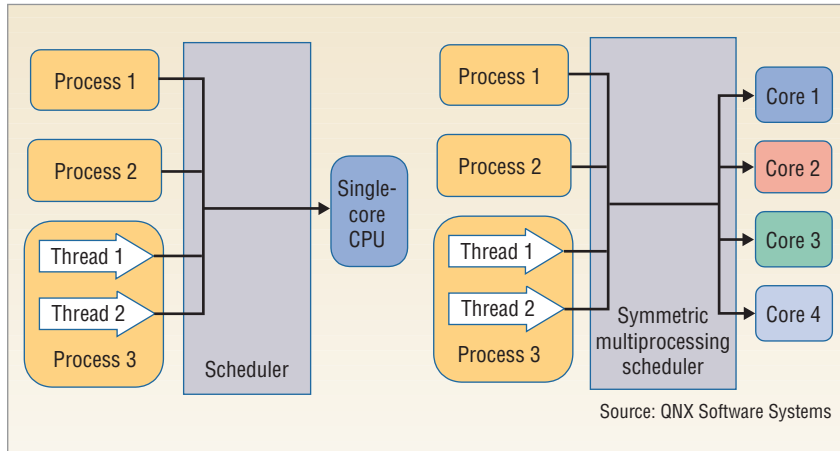 Process 1
Process 2
Thread 1
Thread 2
Process 3
Scheduler
Single-
core
CPU
Process 1
Process 2
Thread 1
Thread 2
Process 3
Symmetric
multiprocessing
scheduler
Core 1
Core 2
Core 3
Core 4
Source: QNX Software Systems